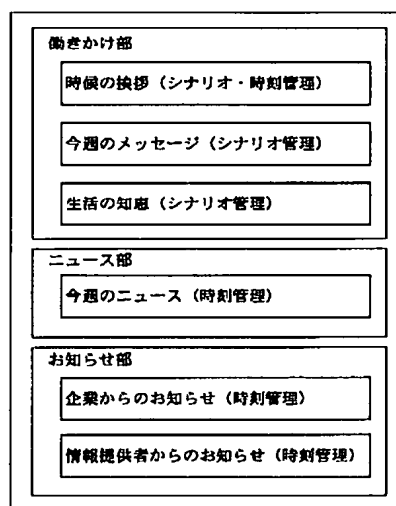 働きかけ部
時候の挨拶（シナリオ・時刻管理）
今週のメッセージ（シナリオ管理）
生活の知恵（シナリオ管理）
ニュース部
今週のニュース（時刻管理）
お知らせ部
企業からのお知らせ（時刻管理）
情報提供者からのお知らせ（時刻管理）